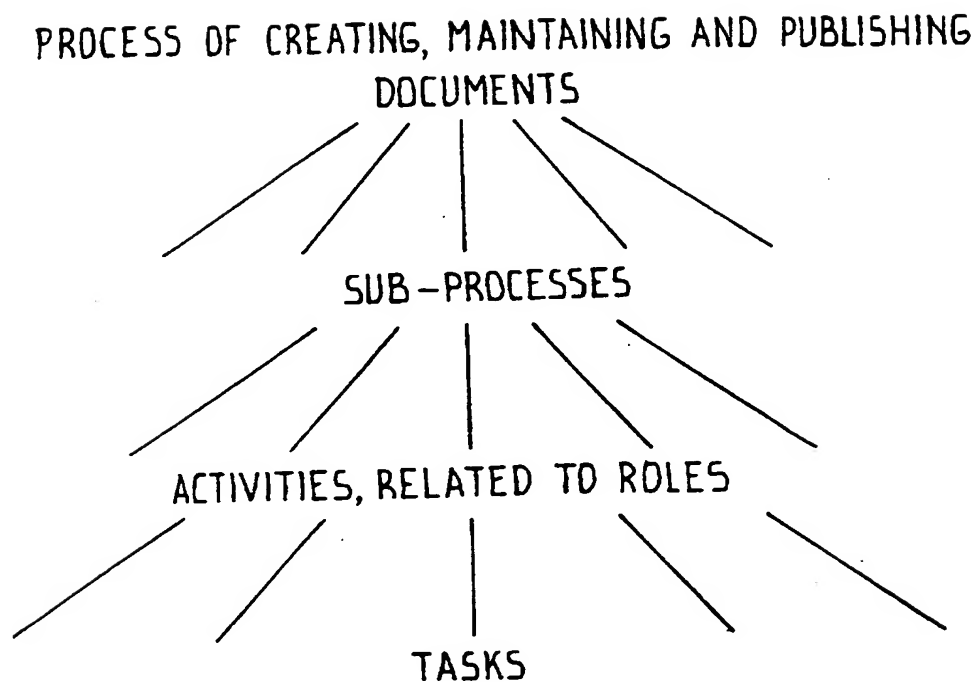 PROCESS OF CREATING, MAINTAINING AND PUBLISHING
DOCUMENTS
SUB-PROCESSES
ACTIVITIES, RELATED TO ROLES
TASKS